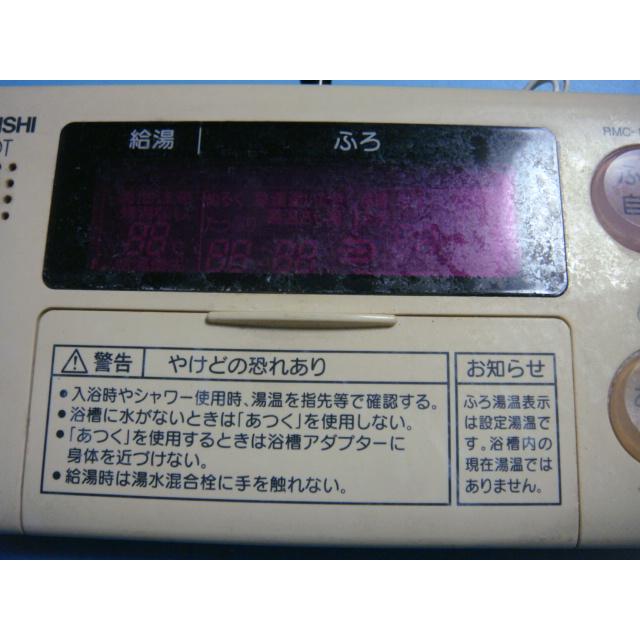 ISHI
OT
給湯
ふろ
RMC-
ふ
自
警告
やけどの恐れあり
●入浴時やシャワー使用時、湯温を指先等で確認する。
●浴槽に水がないときは「あつく」を使用しない。
●「あつく」を使用するときは浴槽アダプターに
身体を近づけない。
●給湯時は湯水混合栓に手を触れない。
お知らせ
ふろ湯温表示
は設定湯温で
す。浴槽内の
現在湯温では
ありません。